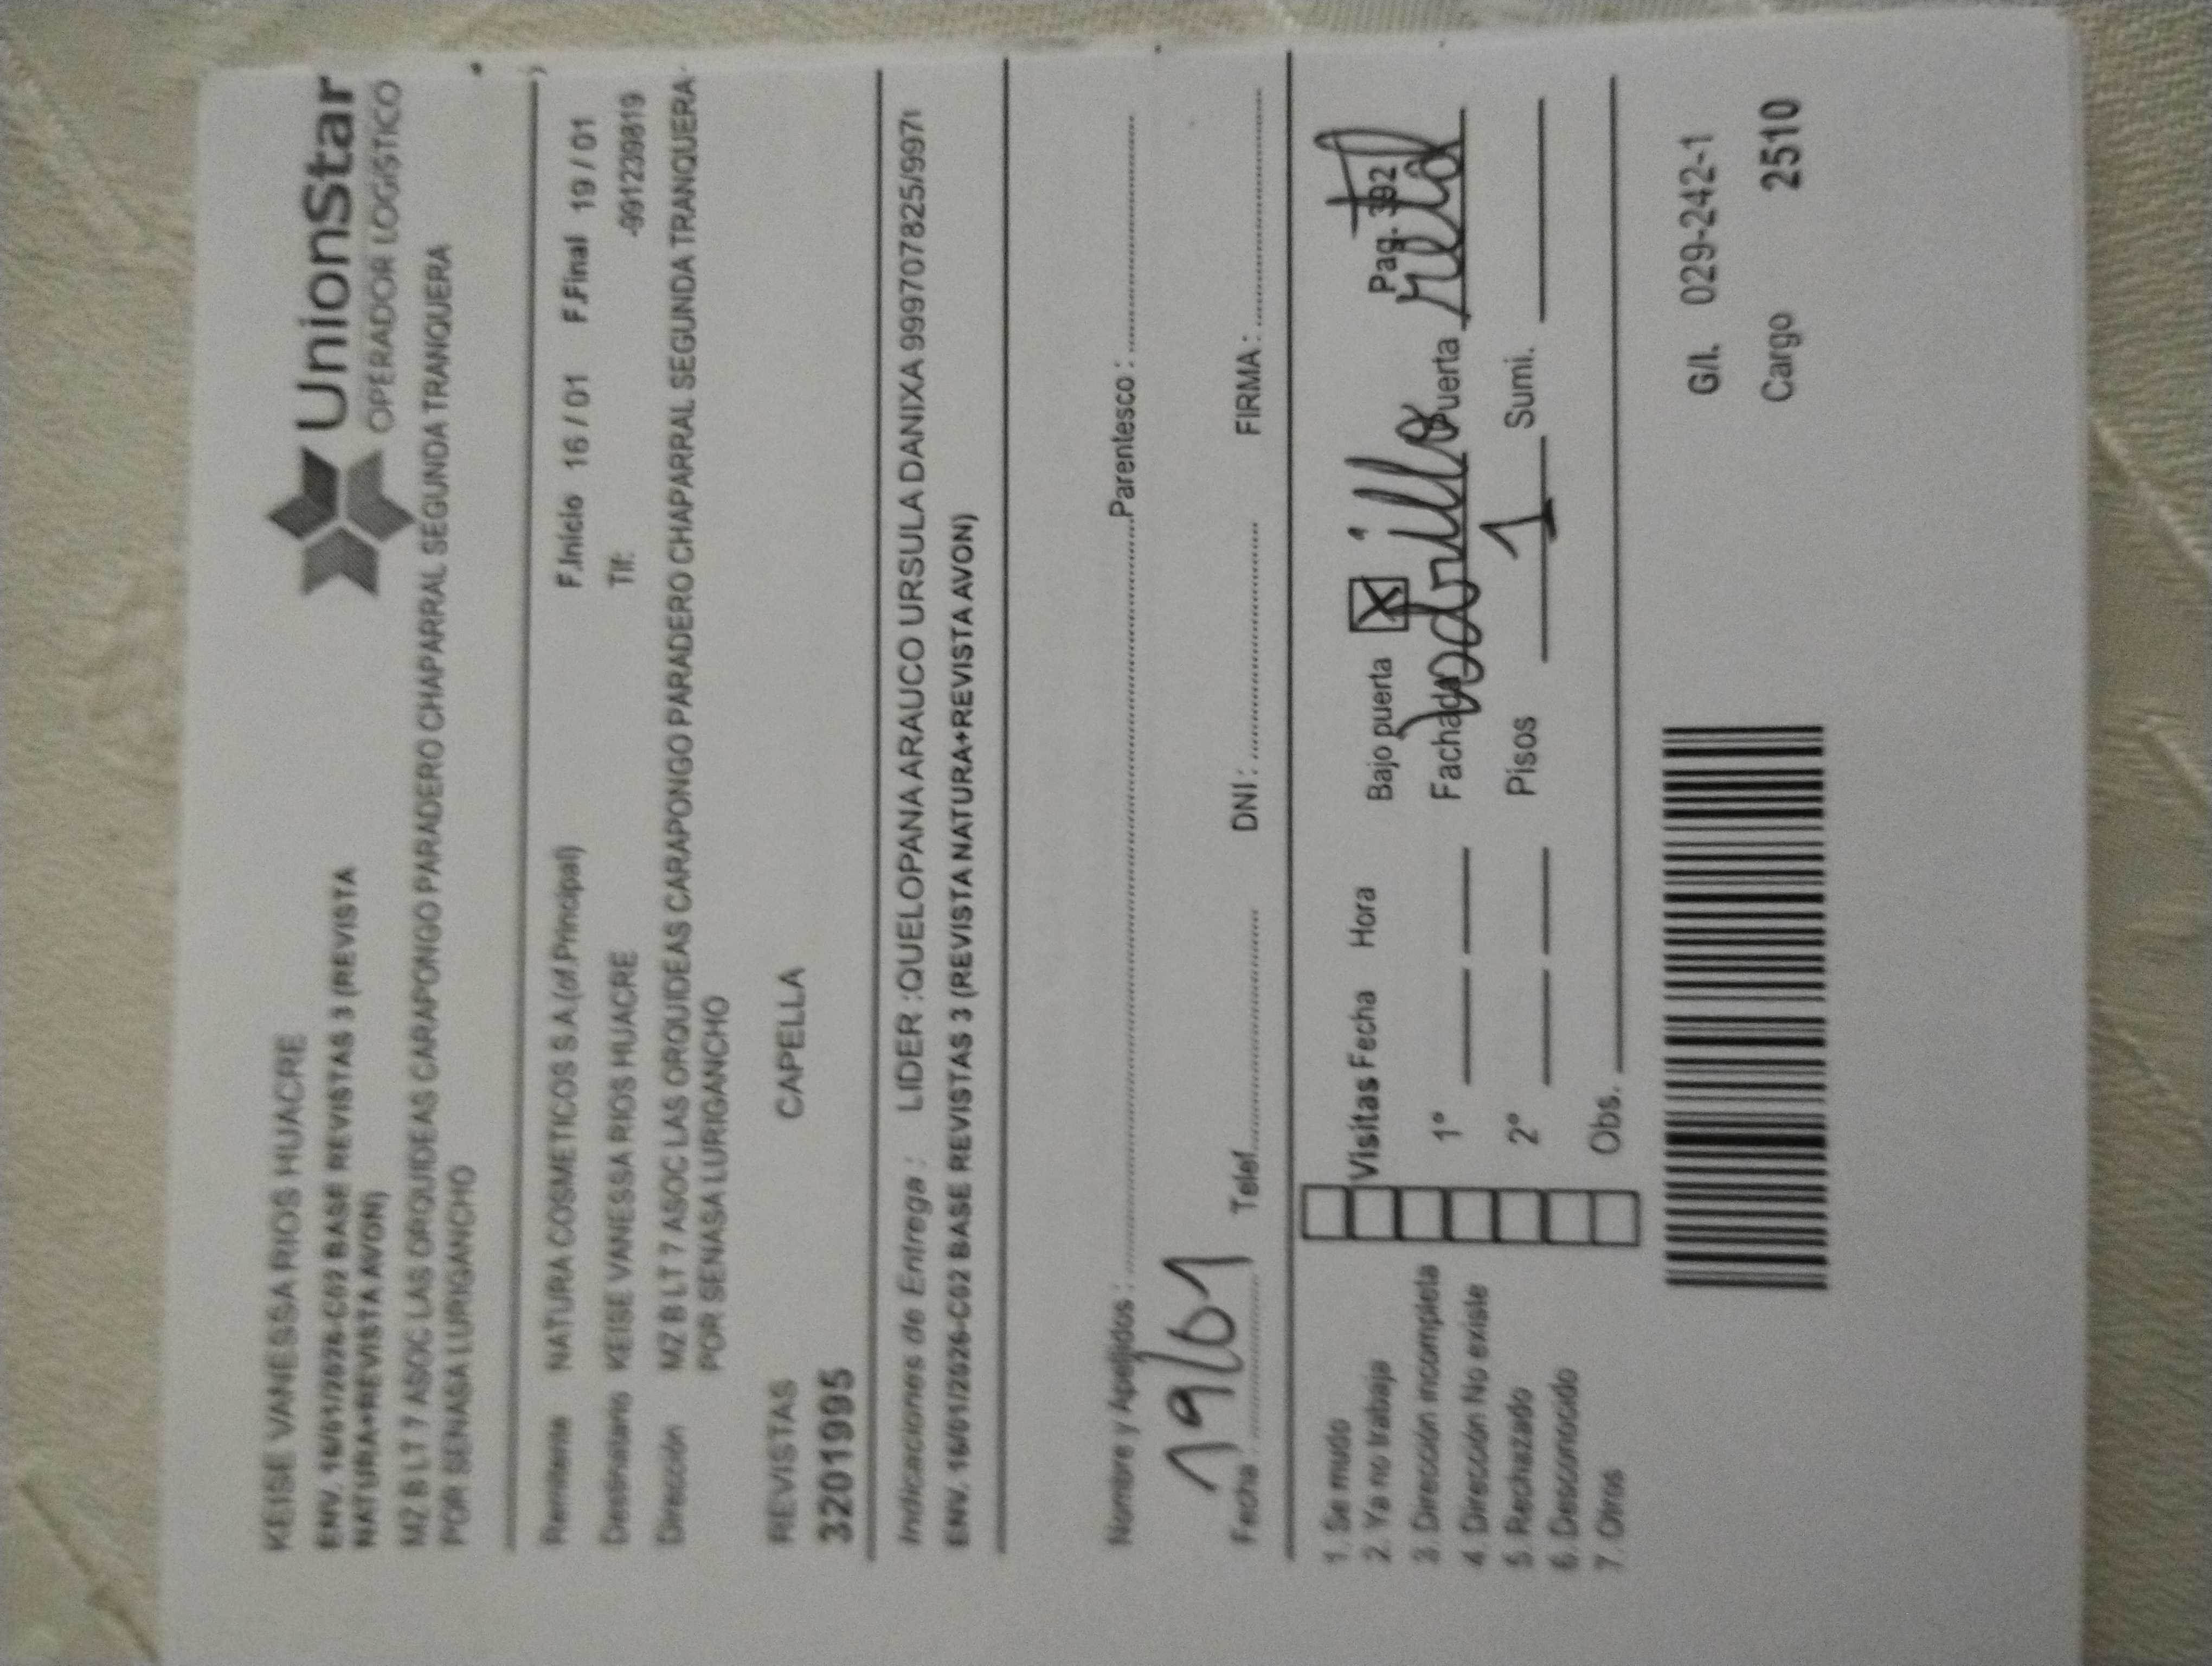 KEISE VANESSA RIOS HUACRE
ENV. 16/01/2026-C02 BASE REVISTAS 3 (REVISTA
NATURA+REVISTA AVON)
UnionStar
OPERADOR LOGÍSTICO
MZ B LT 7 ASOC LAS ORQUIDEAS CARAPONGO PARADERO CHAPARRAL SEGUNDA TRANQUERA
POR SENASA LURIGANCHO
Remitente NATURA COSMETICOS S.A.(of.Principal) F.Inicio 16 / 01 F.Final 19 / 01
Destinatario KEISE VANESSA RIOS HUACRE Tlf: -991239819
Dirección MZ B LT 7 ASOC LAS ORQUIDEAS CARAPONGO PARADERO CHAPARRAL SEGUNDA TRANQUERA
POR SENASA LURIGANCHO
REVISTAS CAPELLA
3201995
Indicaciones de Entrega : LIDER :QUELOPANA ARAUCO URSULA DANIXA 999707825/997
ENV. 16/01/2026-C02 BASE REVISTAS 3 (REVISTA NATURA+REVISTA AVON)
Nombre y Apellidos : Parentesco :
Fecha : 19/01 Telef. DNI : FIRMA :
1. Se mudo
2. Ya no trabaja
3. Dirección incompleta
4. Dirección No existe
5. Rechazado
6. Desconocido
7. Otros
Visitas Fecha Hora
1°
2°
Obs.
Bajo puerta X Pag- 392
Fachada ladrillo Puerta metal
Pisos 1 Sumi.
G/I. 029-242-1
Cargo 2510